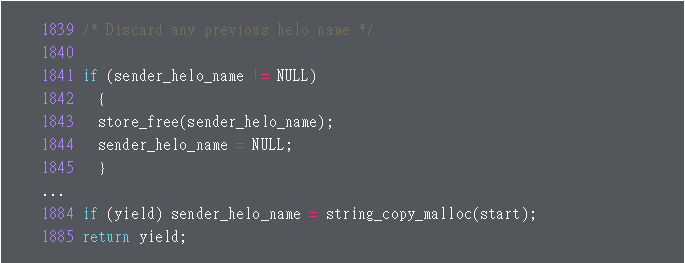 1839 /* Discard any previous helo name */
1840
1841 if (sender_helo_name != NULL)
1842   {
1843   store_free(sender_helo_name);
1844   sender_helo_name = NULL;
1845   }
...
1884 if (yield) sender_helo_name = string_copy_malloc(start);
1885 return yield;